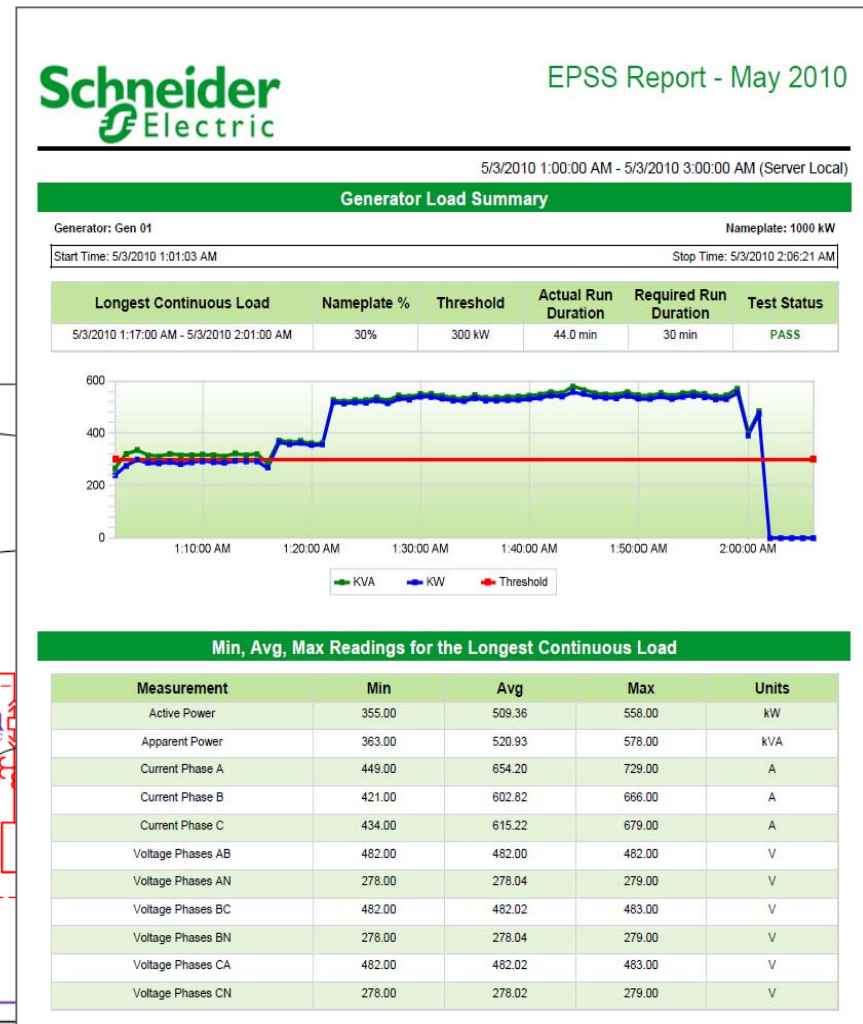 Schneider
Electric
EPSS Report - May 2010
5/3/2010 1:00:00 AM - 5/3/2010 3:00:00 AM (Server Local)
Generator Load Summary
Generator: Gen 01 Nameplate: 1000 kW
Start Time: 5/3/2010 1:01:03 AM Stop Time: 5/3/2010 2:06:21 AM
Longest Continuous Load Nameplate % Threshold Actual Run Duration Required Run Duration Test Status
5/3/2010 1:17:00 AM - 5/3/2010 2:01:00 AM 30% 300 kW 44.0 min 30 min PASS
600
400
200
0
1:10:00 AM 1:20:00 AM 1:30:00 AM 1:40:00 AM 1:50:00 AM 2:00:00 AM
KVA KW Threshold
Min, Avg, Max Readings for the Longest Continuous Load
Measurement Min Avg Max Units
Active Power 355.00 509.36 558.00 kW
Apparent Power 363.00 520.93 578.00 kVA
Current Phase A 449.00 654.20 729.00 A
Current Phase B 421.00 602.82 666.00 A
Current Phase C 434.00 615.22 679.00 A
Voltage Phases AB 482.00 482.00 482.00 V
Voltage Phases AN 278.00 278.04 279.00 V
Voltage Phases BC 482.00 482.02 483.00 V
Voltage Phases BN 278.00 278.04 279.00 V
Voltage Phases CA 482.00 482.02 483.00 V
Voltage Phases CN 278.00 278.02 279.00 V